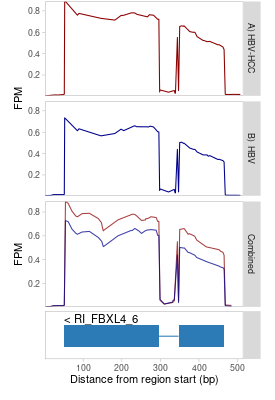 0.8
0.6
0.4
0.2
FPM
A) HBV-HCC
0.8
0.6
0.4
0.2
B) HBV
0.8
0.6
0.4
0.2
FPM
Combined
< RI_FBXL4_6
100 200 300 400 500
Distance from region start (bp)